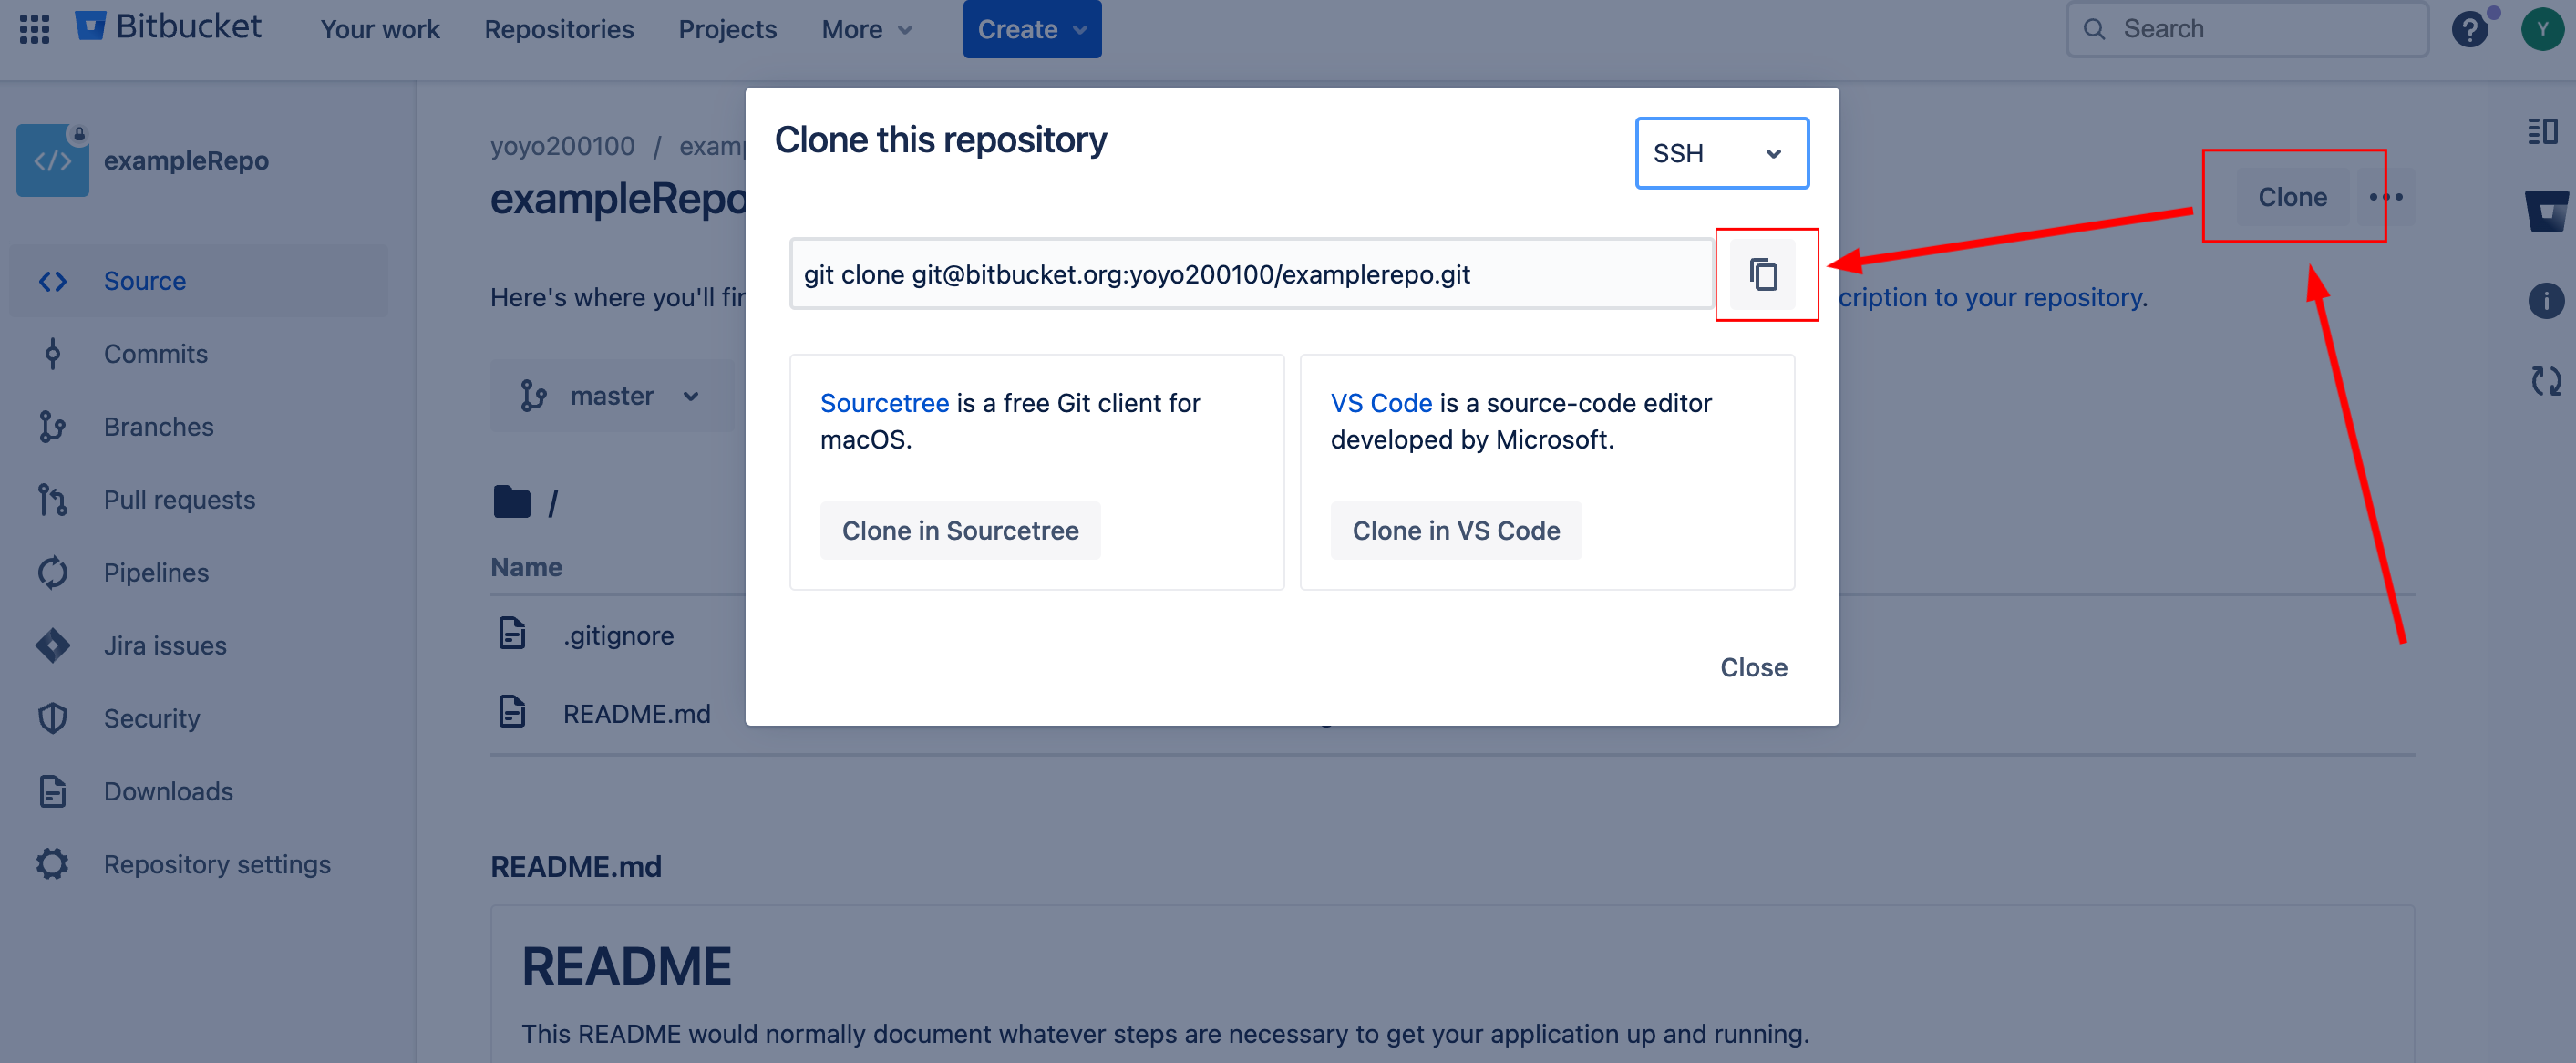 Bitbucket
Your work
Repositories
Projects
More
Create
Search
Y
exampleRepo
Source
Commits
Branches
Pull requests
Pipelines
Jira issues
Security
Downloads
Repository settings
yoyo200100 /
exampleRepo
Clone
Here's where you'll
cription to your repository.
master
/
Name
.gitignore
README.md
Clone this repository
SSH
git clone git@bitbucket.org:yoyo200100/examplerepo.git
Sourcetree is a free Git client for
macOS.
Clone in Sourcetree
VS Code is a source-code editor
developed by Microsoft.
Clone in VS Code
Close
README.md
README
This README would normally document whatever steps are necessary to get your application up and running.